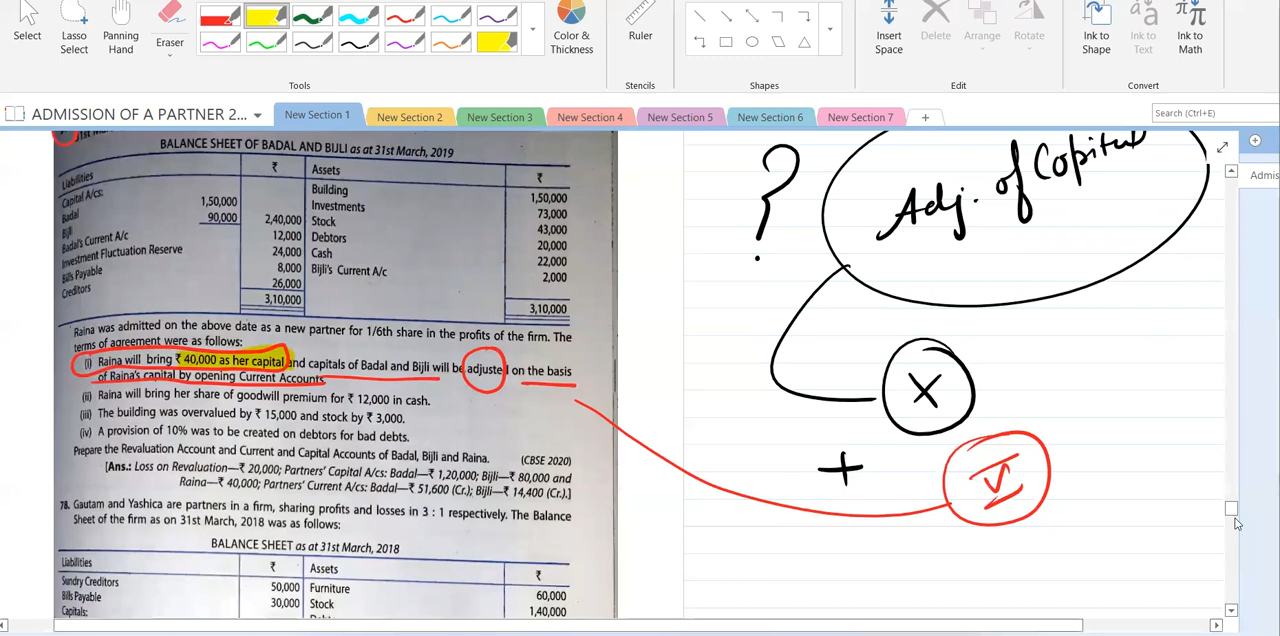 Select
Lasso Select
Panning Hand
Eraser
Color & Thickness
Ruler
Insert Space
Delete
Arrange
Rotate
Ink to Shape
Ink to Text
Ink to Math
Tools
Stencils
Shapes
Edit
Convert
ADMISSION OF A PARTNER 2...
New Section 1
New Section 2
New Section 3
New Section 4
New Section 5
New Section 6
New Section 7
Search (Ctrl+E)
Admis
BALANCE SHEET OF BADAL AND BIJLI as at 31st March, 2019
Liabilities ₹ Assets ₹
Capital A/cs: Building 1,50,000
Badal 1,50,000 Investments 73,000
Bijli 90,000 2,40,000 Stock 43,000
Badal's Current A/c 12,000 Debtors 20,000
Investment Fluctuation Reserve 24,000 Cash 22,000
Bills Payable 8,000 Bijli's Current A/c 2,000
Creditors 26,000
3,10,000 3,10,000
Raina was admitted on the above date as a new partner for 1/6th share in the profits of the firm. The
terms of agreement were as follows:
(i) Raina will bring ₹ 40,000 as her capital and capitals of Badal and Bijli will be adjusted on the basis
of Raina's capital by opening Current Accounts.
(ii) Raina will bring her share of goodwill premium for ₹ 12,000 in cash.
(iii) The building was overvalued by ₹ 15,000 and stock by ₹ 3,000.
(iv) A provision of 10% was to be created on debtors for bad debts.
Prepare the Revaluation Account and Current and Capital Accounts of Badal, Bijli and Raina.
(CBSE 2020)
[Ans.: Loss on Revaluation—₹ 20,000; Partners' Capital A/cs: Badal—₹ 1,20,000; Bijli—₹ 80,000 and
Raina—₹ 40,000; Partners' Current A/cs: Badal—₹ 51,600 (Cr.); Bijli—₹ 14,400 (Cr.).]
78. Gautam and Yashica are partners in a firm, sharing profits and losses in 3 : 1 respectively. The Balance
Sheet of the firm as on 31st March, 2018 was as follows:
BALANCE SHEET as at 31st March, 2018
Liabilities ₹ Assets ₹
Sundry Creditors 50,000 Furniture 60,000
Bills Payable 30,000 Stock 1,40,000
Capitals:
?
Adj. of Capital
X
+